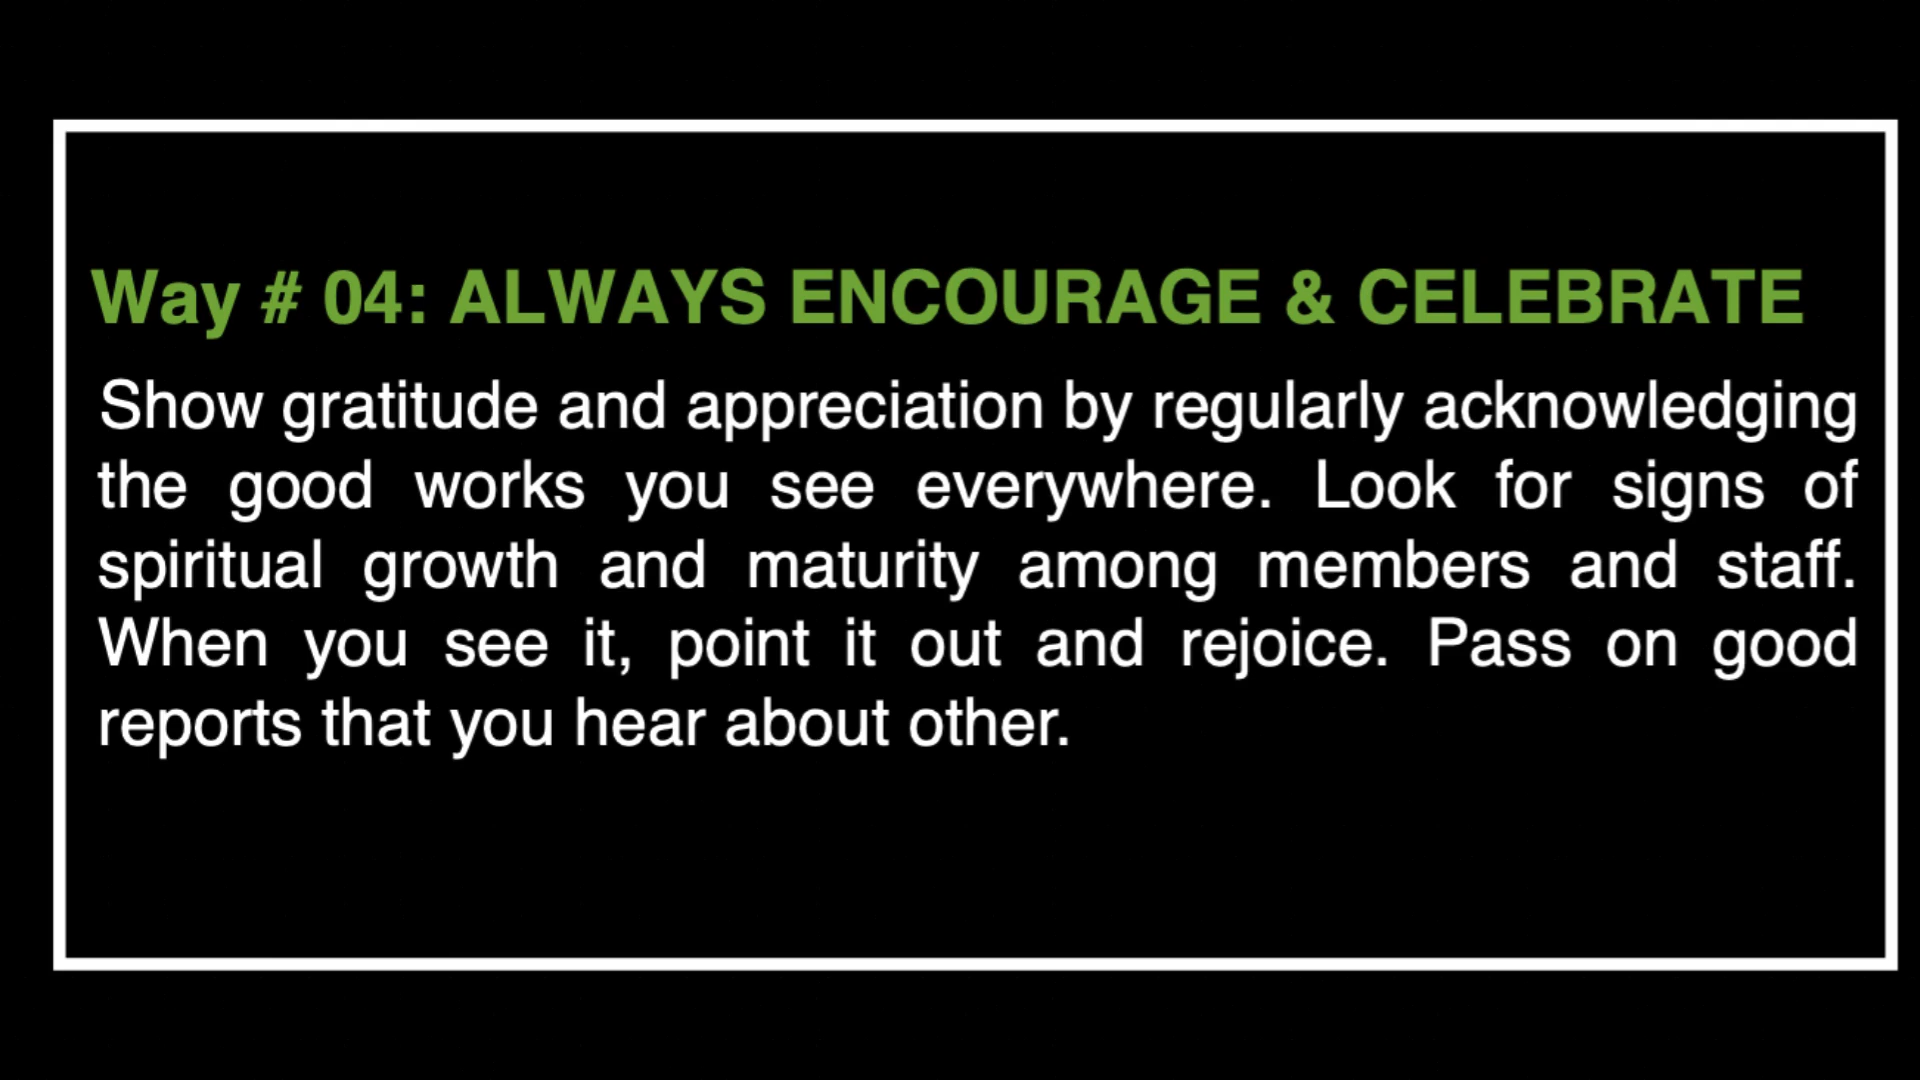 Way # 04: ALWAYS ENCOURAGE & CELEBRATE
Show gratitude and appreciation by regularly acknowledging
the good works you see everywhere. Look for signs of
spiritual growth and maturity among members and staff.
When you see it, point it out and rejoice. Pass on good
reports that you hear about other.